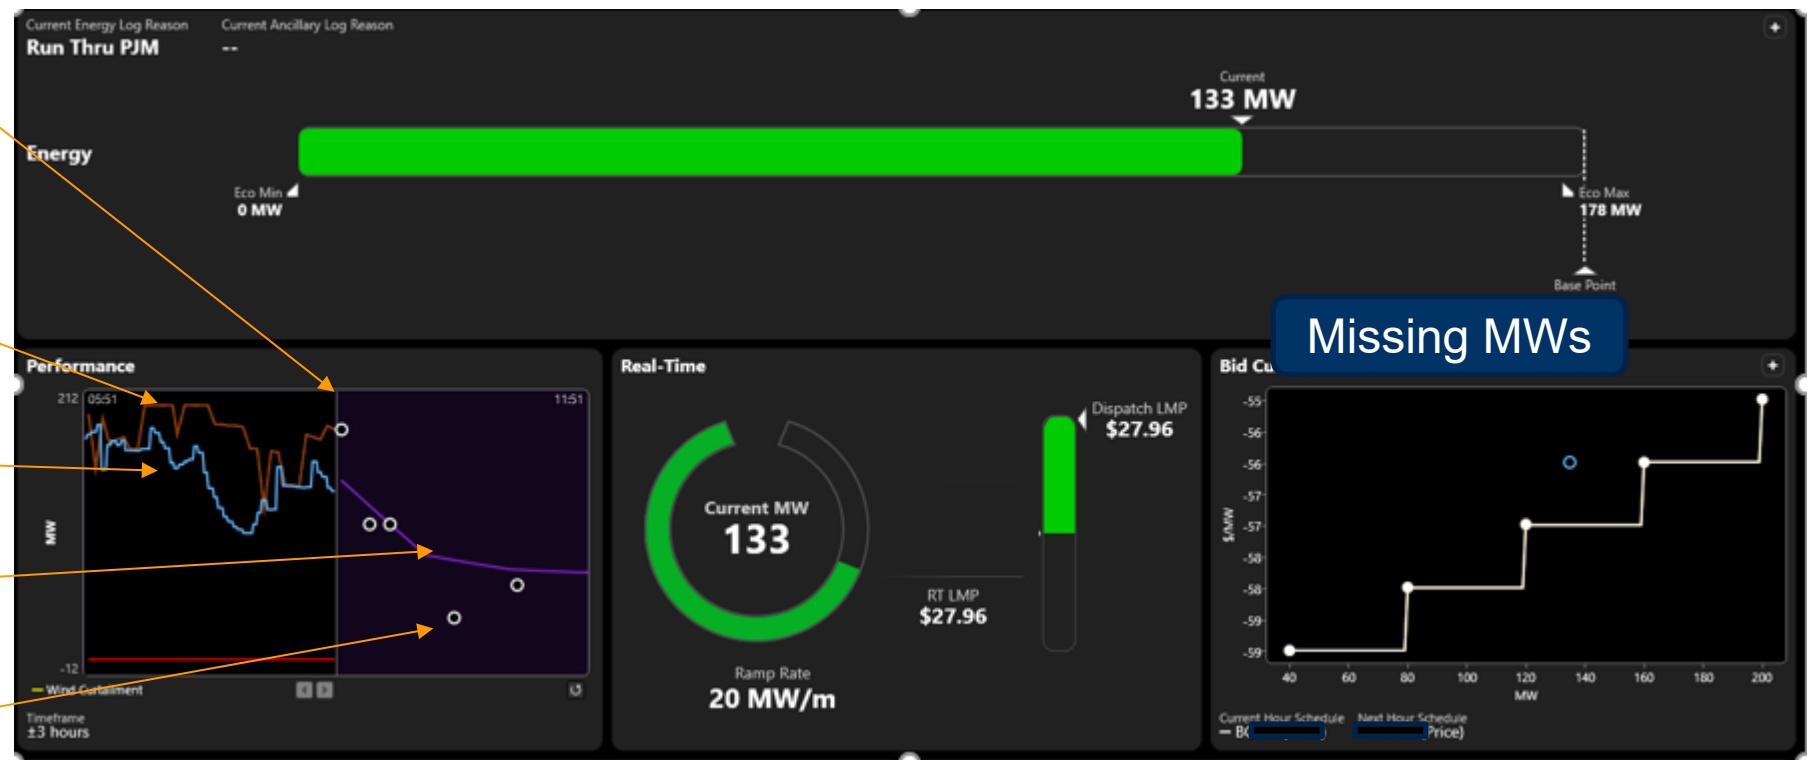 Current Energy Log Reason
Current Ancillary Log Reason
Run Thru PJM
--
Current
133 MW
Energy
Eco Min
0 MW
Eco Max
178 MW
Base Point
Missing MWs
Performance
212
05:51
11:51
MW
-12
Wind Curtailment
Timeframe
±3 hours
Real-Time
Current MW
133
Dispatch LMP
$27.96
RT LMP
$27.96
Ramp Rate
20 MW/m
Bid Cu
-55
-56
-56
-57
-57
-58
-58
-59
-59
$/MW
40 60 80 100 120 140 160 180 200
MW
Current Hour Schedule
Next Hour Schedule
Price)